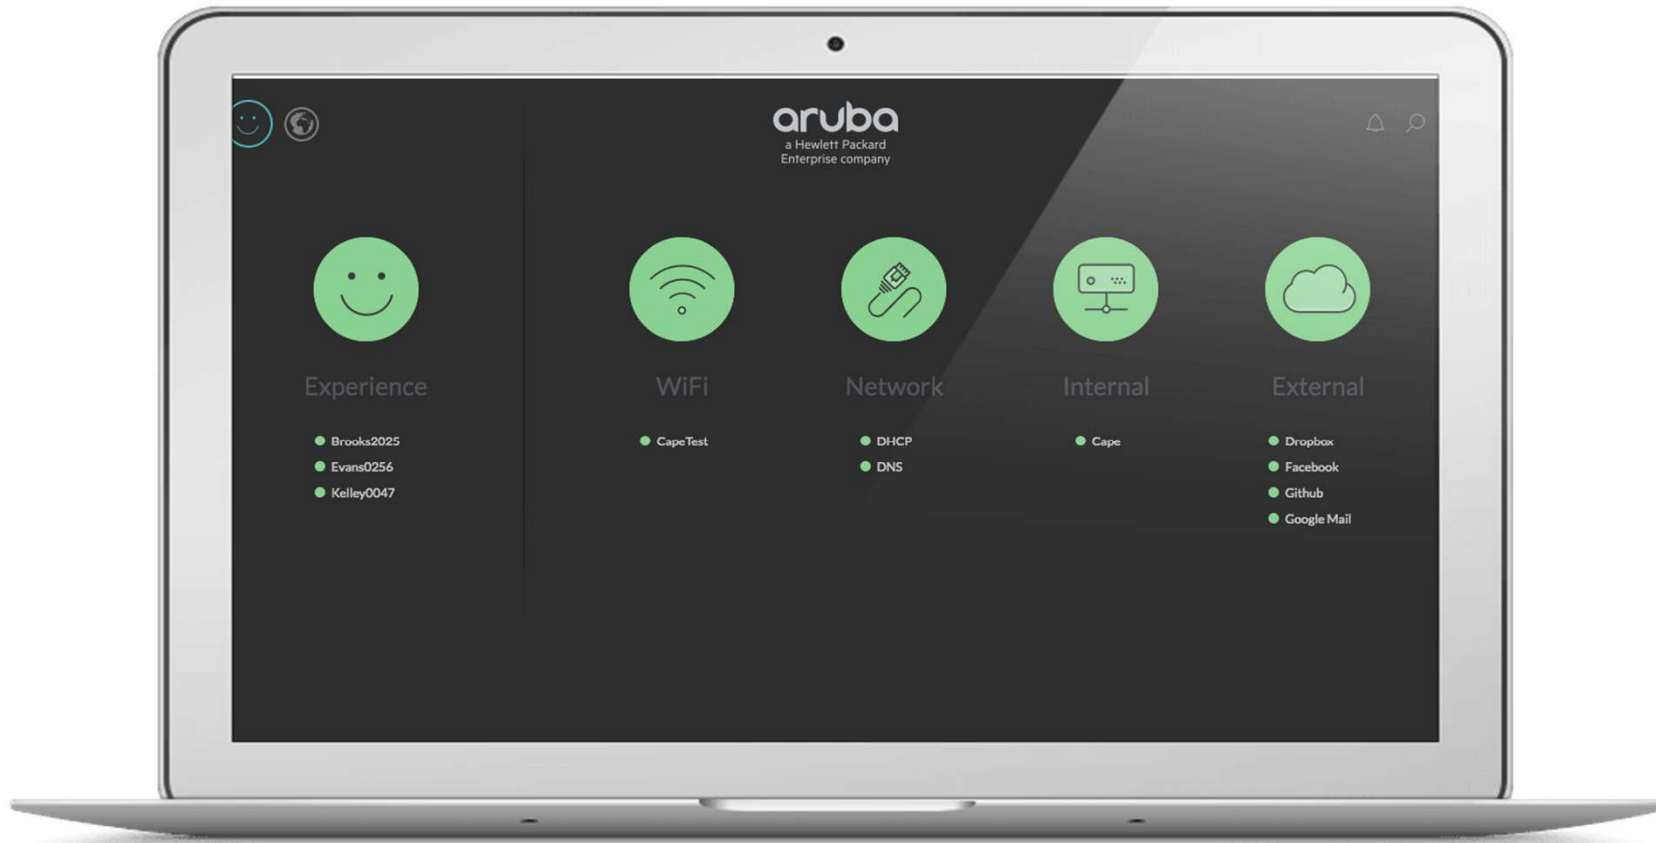 aruba
a Hewlett Packard
Enterprise company
Experience
Brooks2025
Evans0256
Kelley0047
WiFi
CapeTest
Network
DHCP
DNS
Internal
Cape
External
Dropbox
Facebook
Github
Google Mail